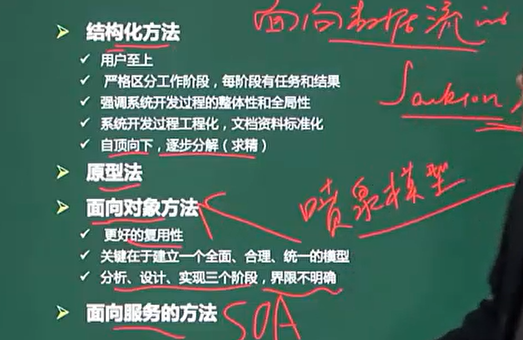 面向数据流
结构化方法
用户至上
严格区分工作阶段，每阶段有任务和结果
强调系统开发过程的整体性和全局性
系统开发过程工程化，文档资料标准化
自顶向下，逐步分解（求精）
Jackson
原型法
喷泉模型
面向对象方法
更好的复用性
关键在于建立一个全面、合理、统一的模型
分析、设计、实现三个阶段，界限不明确
面向服务的方法 SOA